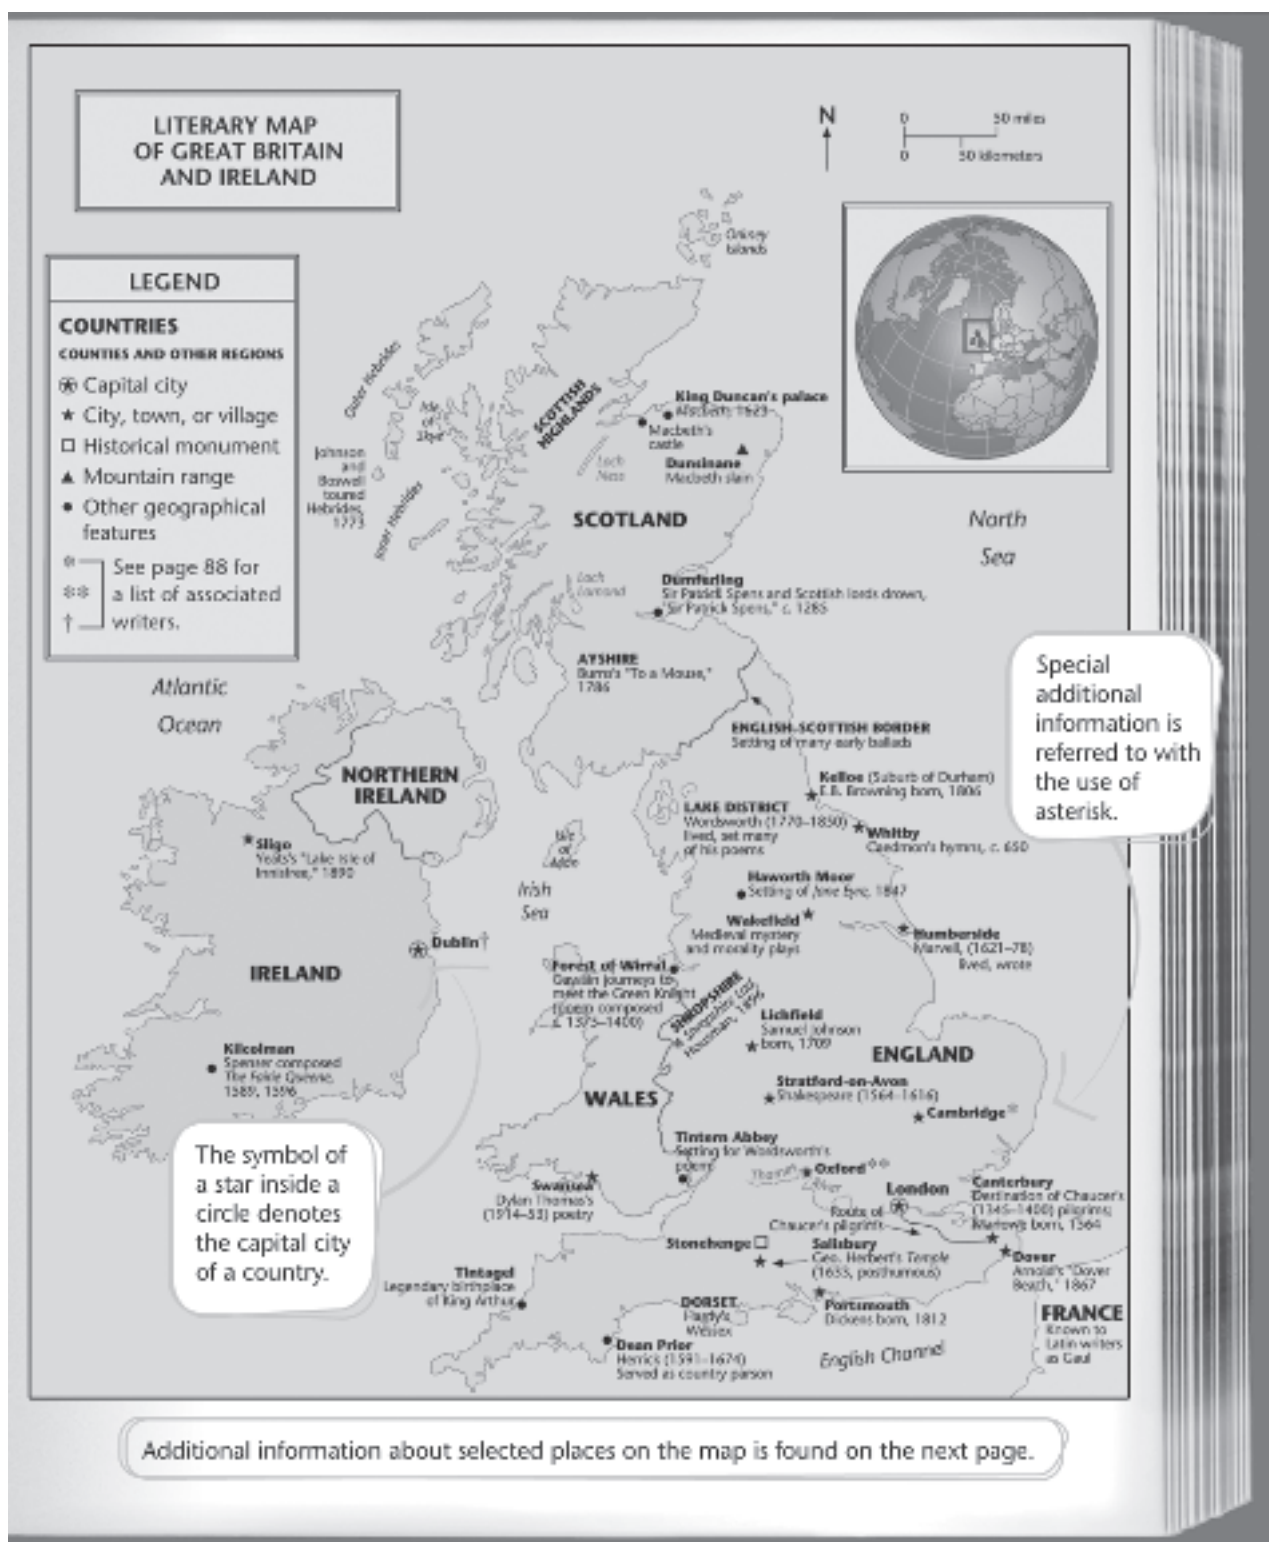 LITERARY MAP
OF GREAT BRITAIN
AND IRELAND
N
0 50 miles
0 50 kilometers
LEGEND
COUNTRIES
COUNTIES AND OTHER REGIONS
Capital city
★ City, town, or village
□ Historical monument
▲ Mountain range
• Other geographical
features
*
**
†
See page 88 for
a list of associated
writers.
Orkney
Islands
Outer Hebrides
Isle
of
Skye
SCOTTISH
HIGHLANDS
Johnson
and
Boswell
toured
Hebrides,
1773
Inner Hebrides
King Duncan's palace
Macbeth, 1623
Macbeth's
castle
Loch
Ness
Dunsinane
Macbeth slain
SCOTLAND
North
Sea
Loch
Lomond
Dumferling
Sir Patrick Spens and Scottish lords drown,
"Sir Patrick Spens," c. 1285
AYSHIRE
Burns's "To a Mouse,"
1786
Atlantic
Ocean
ENGLISH-SCOTTISH BORDER
Setting of many early ballads
Special
additional
information is
referred to with
the use of
asterisk.
NORTHERN
IRELAND
Kelloe (Suburb of Durham)
E.B. Browning born, 1806
LAKE DISTRICT
Wordsworth (1770–1850)
lived, set many
of his poems
Whitby
Caedmon's hymns, c. 650
Sligo
Yeats's "Lake Isle of
Innisfree," 1890
Isle
of
Man
Irish
Sea
Haworth Moor
Setting of Jane Eyre, 1847
Wakefield
Medieval mystery
and morality plays
Humberside
Marvell, (1621–78)
lived, wrote
Dublin†
IRELAND
Forest of Wirral
Gawain journeys to
meet the Green Knight
(poem composed
c. 1375–1400)
SHROPSHIRE
A Shropshire Lad
Housman, 1896
Lichfield
Samuel Johnson
born, 1709
ENGLAND
Kilcolman
Spenser composed
The Fairie Queene,
1589, 1596
WALES
Stratford-on-Avon
Shakespeare (1564–1616)
Cambridge*
The symbol of
a star inside a
circle denotes
the capital city
of a country.
Tintern Abbey
Setting for Wordsworth's
poem
Swansea
Dylan Thomas's
(1914–53) poetry
Thames
River
Oxford**
London
Canterbury
Destination of Chaucer's
(1345–1400) pilgrims;
Marlowe born, 1564
Route of
Chaucer's pilgrims
Stonehenge
Salisbury
Geo. Herbert's Temple
(1633, posthumous)
Dover
Arnold's "Dover
Beach," 1867
Tintagel
Legendary birthplace
of King Arthur
DORSET
Hardy's
Wessex
Portsmouth
Dickens born, 1812
FRANCE
Known to
Latin writers
as Gaul
Dean Prior
Herrick (1591–1674)
Served as country parson
English Channel
Additional information about selected places on the map is found on the next page.